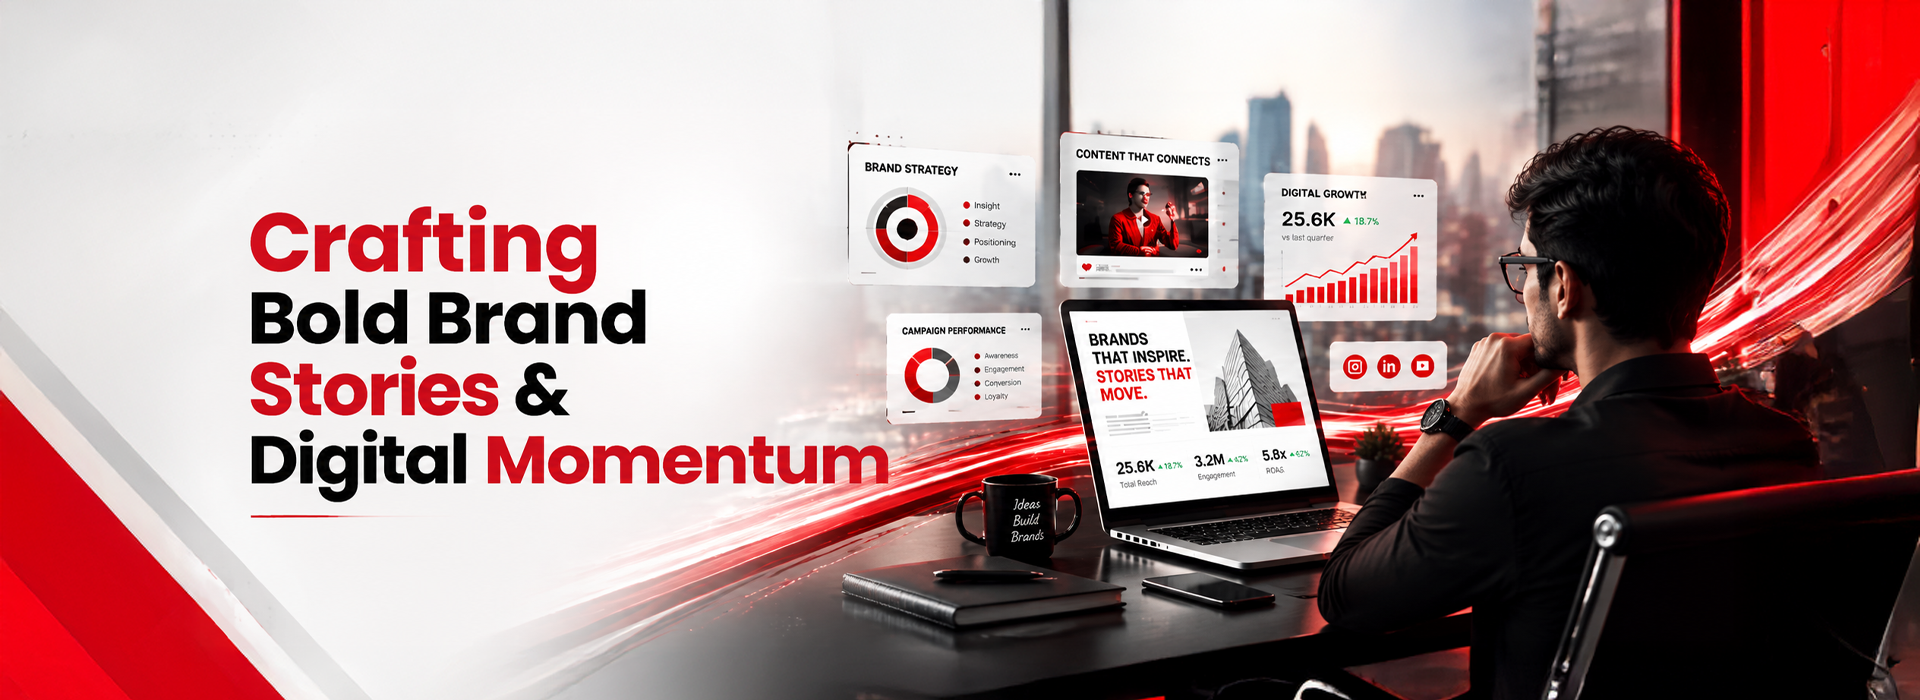 Crafting
Bold Brand
Stories &
Digital Momentum
BRAND STRATEGY
Insight
Strategy
Positioning
Growth
CONTENT THAT CONNECTS
DIGITAL GROWTH
25.6K ▲ 18.7%
vs last quarter
CAMPAIGN PERFORMANCE
Awareness
Engagement
Conversion
Loyalty
BRANDS
THAT INSPIRE.
STORIES THAT
MOVE.
25.6K ▲ 18.7%
Total Reach
3.2M ▲ 42%
Engagement
5.8x ▲ 62%
ROAS
in
Ideas
Build
Brands